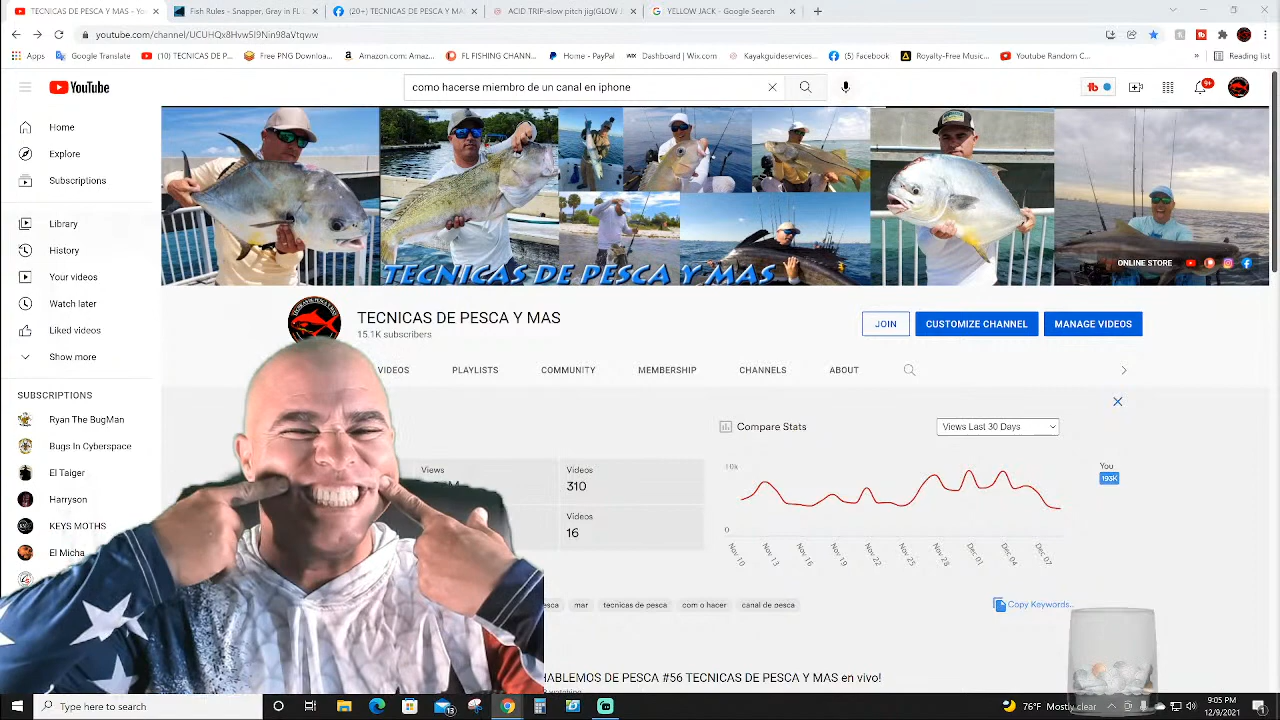 TECNICAS DE PESCA Y MAS - Yo
Fish Rules - Snapper, Gray in FL S
(20+) TECNICAS DE PESCA Y MA
ACID TRIP-slow pitch jig(GLOW J
YELLOW JACK - Google Search
youtube.com/channel/UCUHQx8Hvw5I9Nin08aVtqvw
Apps
Google Translate
(10) TECNICAS DE P...
YouTube
Amazon.com: Amaz...
FL FISHING CANN...
Home - PayPal
Dashboard | Wix.com
Kayakguideservices...
(5) Facebook
Royalty-Free Music...
Youtube Random C...
»
Reading list
YouTube
como hacerse miembro de un canal en iphone
tb
9+
Home
Explore
Subscriptions
Library
History
Your videos
Watch later
Liked videos
Show more
SUBSCRIPTIONS
Ryan The BugMan
Bugs In Cyberspace
El Taiger
Harryson
KEYS MOTHS
El Micha
TECNICAS DE PESCA Y MAS
ONLINE STORE
TECNICAS DE PESCA Y MAS
15.1K subscribers
JOIN
CUSTOMIZE CHANNEL
MANAGE VIDEOS
VIDEOS
PLAYLISTS
COMMUNITY
MEMBERSHIP
CHANNELS
ABOUT
Compare Stats
Views Last 30 Days
Views
Videos
310
Videos
16
10k
0
Nov 10
Nov 13
Nov 16
Nov 19
Nov 22
Nov 25
Nov 28
Dec 01
Dec 04
Dec 07
You
193K
esca
mar
tecnicas de pesca
com o hacer
canal de pesca
Copy Keywords...
HABLEMOS DE PESCA #56 TECNICAS DE PESCA Y MAS en vivo!
watching
Type here to search
76°F Mostly clear
9:05 PM